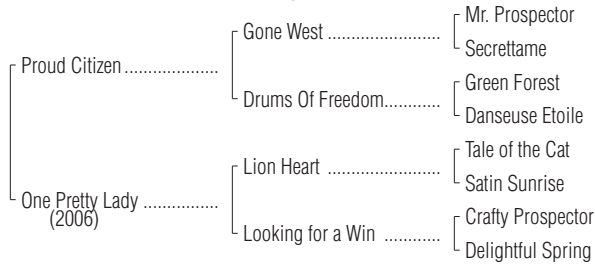 Mr. Prospector
Gone West ....................
Secrettame
Proud Citizen ....................
Green Forest
Drums Of Freedom............
Danseuse Etoile
Tale of the Cat
Lion Heart ....................
Satin Sunrise
One Pretty Lady ................
(2006)
Crafty Prospector
Looking for a Win ............
Delightful Spring